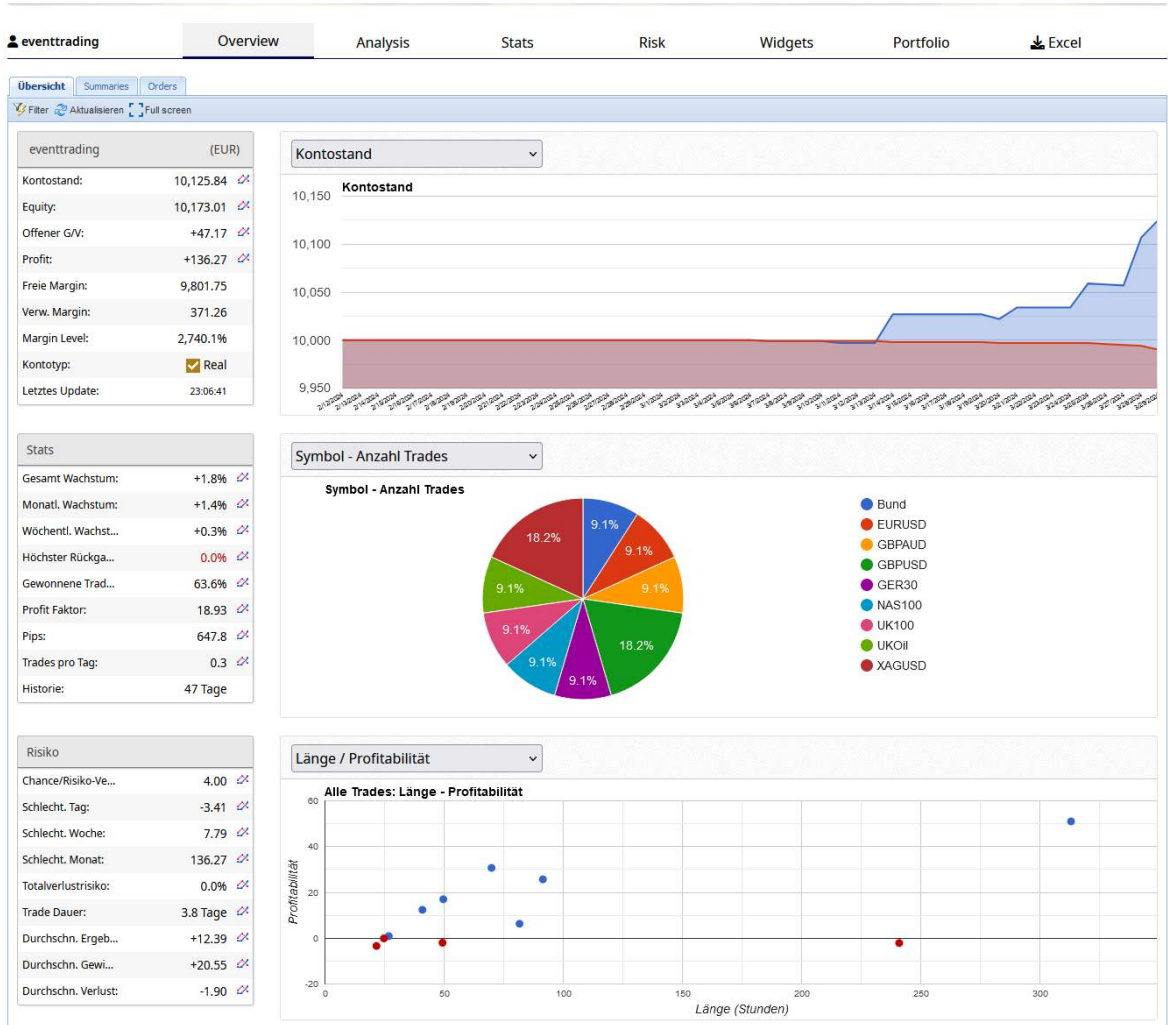 eventtrading Overview Analysis Stats Risk Widgets Portfolio Excel
Übersicht Summaries Orders
Filter Aktualisieren Full screen
eventtrading (EUR)
Kontostand: 10,125.84
Equity: 10,173.01
Offener G/V: +47.17
Profit: +136.27
Freie Margin: 9,801.75
Verw. Margin: 371.26
Margin Level: 2,740.1%
Kontotyp: Real
Letztes Update: 23:06:41
Kontostand
Kontostand
10,150
10,100
10,050
10,000
9,950
Stats
Gesamt Wachstum: +1.8%
Monatl. Wachstum: +1.4%
Wöchentl. Wachst... +0.3%
Höchster Rückga... 0.0%
Gewonnene Trad... 63.6%
Profit Faktor: 18.93
Pips: 647.8
Trades pro Tag: 0.3
Historie: 47 Tage
Symbol - Anzahl Trades
Symbol - Anzahl Trades
9.1%
9.1%
9.1%
18.2%
9.1%
9.1%
9.1%
9.1%
18.2%
Bund
EURUSD
GBPAUD
GBPUSD
GER30
NAS100
UK100
UKOil
XAGUSD
Risiko
Chance/Risiko-Ve... 4.00
Schlecht. Tag: -3.41
Schlecht. Woche: 7.79
Schlecht. Monat: 136.27
Totalverlustrisiko: 0.0%
Trade Dauer: 3.8 Tage
Durchschn. Ergeb... +12.39
Durchschn. Gewi... +20.55
Durchschn. Verlust: -1.90
Länge / Profitabilität
Alle Trades: Länge - Profitabilität
Profitabilität
60
40
20
0
-20
0 50 100 150 200 250 300
Länge (Stunden)